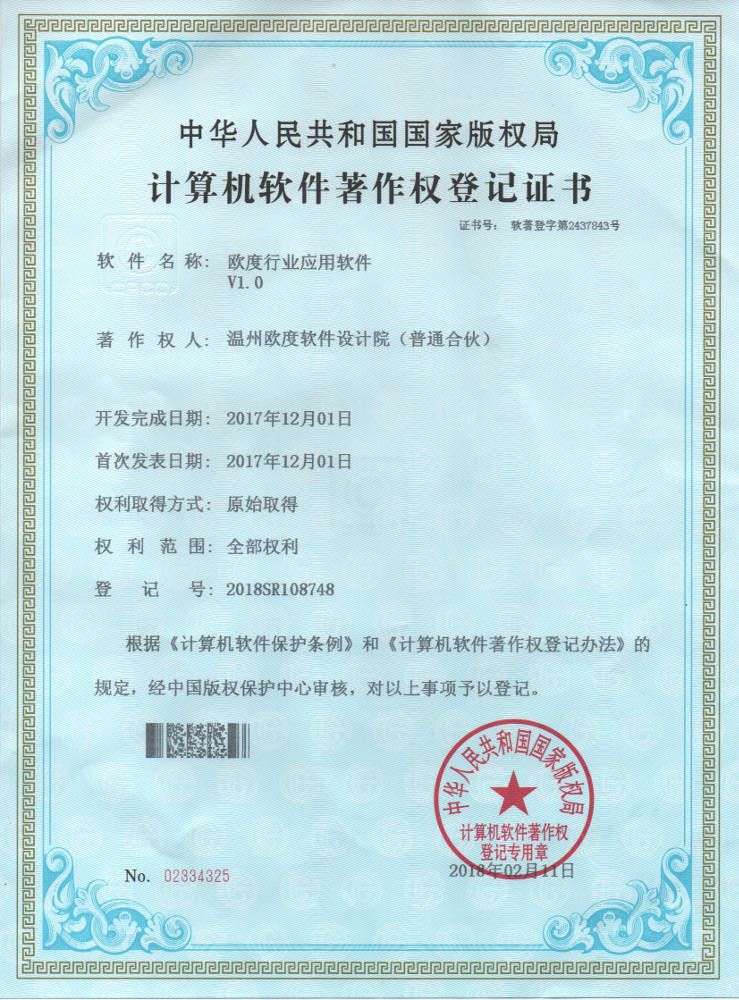 中华人民共和国国家版权局
计算机软件著作权登记证书
证书号： 软著登字第2437843号
软件名称： 欧度行业应用软件
V1.0
著作权人： 温州欧度软件设计院（普通合伙）
开发完成日期： 2017年12月01日
首次发表日期： 2017年12月01日
权利取得方式： 原始取得
权利范围： 全部权利
登记号： 2018SR108748
根据《计算机软件保护条例》和《计算机软件著作权登记办法》的
规定，经中国版权保护中心审核，对以上事项予以登记。
中华人民共和国国家版权局
计算机软件著作权
登记专用章
No. 02334325
2018年02月11日